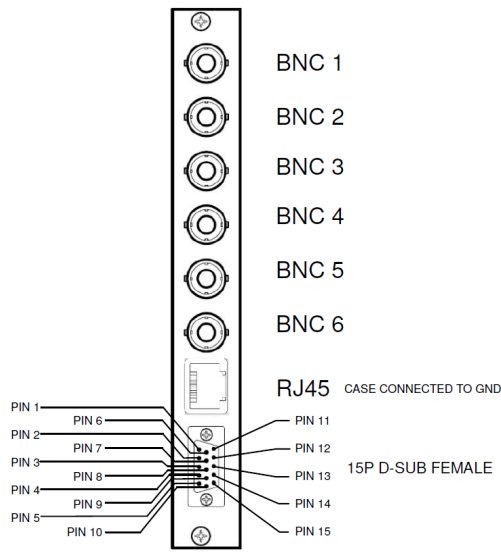 BNC 1
BNC 2
BNC 3
BNC 4
BNC 5
BNC 6
RJ45 CASE CONNECTED TO GND
PIN 1
PIN 6
PIN 2
PIN 7
PIN 3
PIN 8
PIN 4
PIN 9
PIN 5
PIN 10
PIN 11
PIN 12
PIN 13
PIN 14
PIN 15
15P D-SUB FEMALE